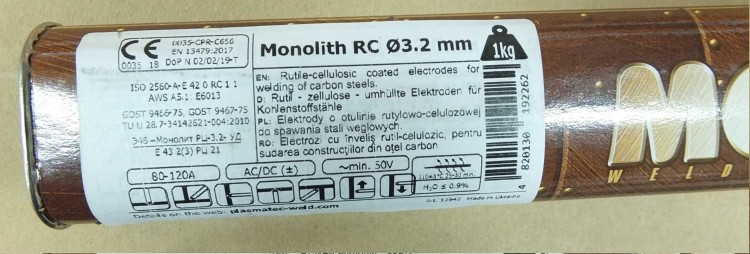 CE
0035 18
0035-CPR-C656
EN 13479:2017
DoP N 02/02/19-T
ISO 2560-A-E 42 0 RC 1 1
AWS A5.1: E6013
GOST 9466-75, GOST 9467-75
TU U 28.7-34142621-004:2010
Э46-Монолит РЦ-3.2- УД
Е 43 2(3) РЦ 21
Monolith RC Ø3.2 mm
1kg
EN: Rutile-cellulosic coated electrodes for
welding of carbon steels.
D: Rutil - zellulose - umhüllte Elektroden für
Kohlenstoffstähle
PL: Elektrody o otulinie rutylowo-celulozowej
do spawania stali węglowych.
RO: Electrozi cu înveliş rutil-celulozic, pentru
sudarea construcţiilor din oţel carbon
80-120A
AC/DC (±)
~min. 50V
H₂O ≤ 0.9%
Details on the web: plasmatec-weld.com
Made in Ukraine
4 820130 192262
MO
WELD